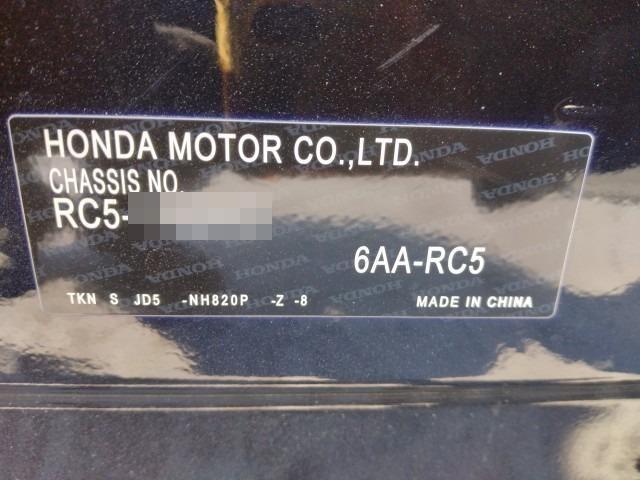 HONDA MOTOR CO.,LTD.
CHASSIS NO.
RC5-
6AA-RC5
TKN S JD5 -NH820P -Z -8
MADE IN CHINA